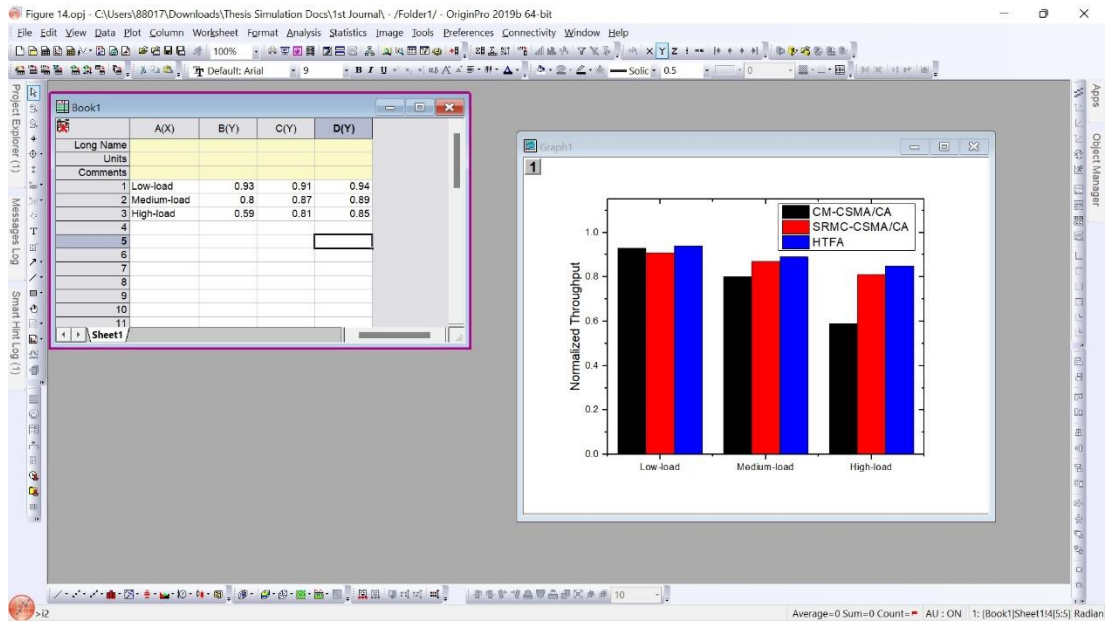 Figure 14.opj - C:\Users\88017\Downloads\Thesis Simulation Docs\1st Journal\ - /Folder1/ - OriginPro 2019b 64-bit
File Edit View Data Plot Column Worksheet Format Analysis Statistics Image Tools Preferences Connectivity Window Help
100%
X Y Z
Default: Arial 9 B I U
Solic 0.5 0
Project Explorer (1)
Messages Log
Smart Hint Log (1)
Apps
Object Manager
Book1
A(X) B(Y) C(Y) D(Y)
Long Name
Units
Comments
1 Low-load 0.93 0.91 0.94
2 Medium-load 0.8 0.87 0.89
3 High-load 0.59 0.81 0.85
4
5
6
7
8
9
10
11
Sheet1
Graph1
1
CM-CSMA/CA
SRMC-CSMA/CA
HTFA
Normalized Throughput
1.0
0.8
0.6
0.4
0.2
0.0
Low-load Medium-load High-load
10
>i2
Average=0 Sum=0 Count= AU : ON 1: [Book1]Sheet1!4[5:5] Radian